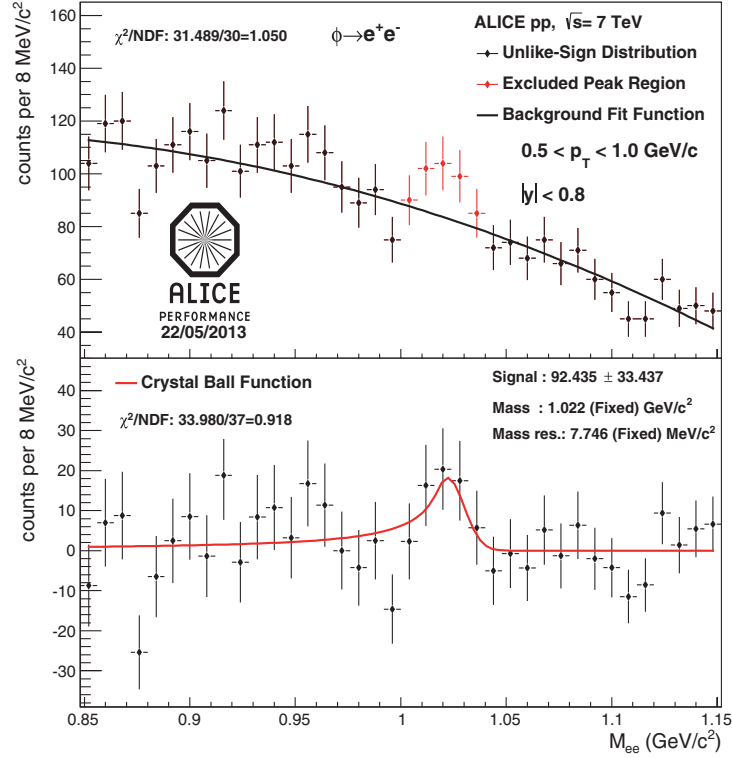 χ²/NDF: 31.489/30=1.050
ϕ→e⁺e⁻
ALICE pp, √s= 7 TeV
Unlike-Sign Distribution
Excluded Peak Region
Background Fit Function
0.5 < p_T < 1.0 GeV/c
|y| < 0.8
counts per 8 MeV/c²
160
140
120
100
80
60
40
ALICE
PERFORMANCE
22/05/2013
Crystal Ball Function
χ²/NDF: 33.980/37=0.918
Signal : 92.435 ± 33.437
Mass : 1.022 (Fixed) GeV/c²
Mass res.: 7.746 (Fixed) MeV/c²
counts per 8 MeV/c²
40
30
20
10
0
-10
-20
-30
0.85 0.9 0.95 1 1.05 1.1 1.15
M_ee (GeV/c²)